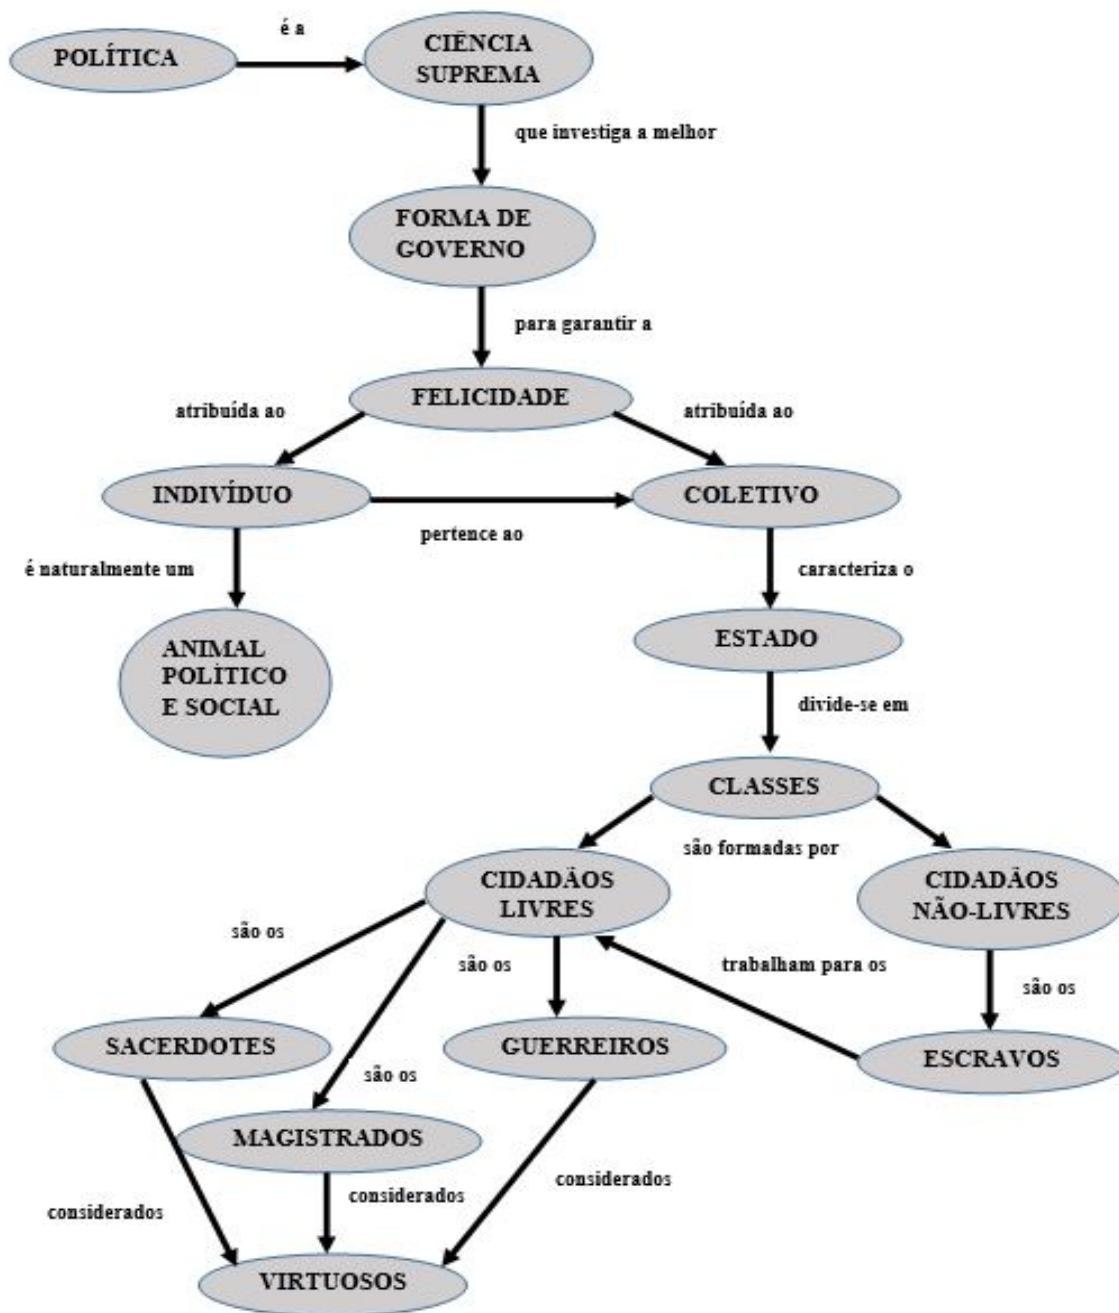 POLÍTICA
é a
CIÊNCIA
SUPREMA
que investiga a melhor
FORMA DE
GOVERNO
para garantir a
FELICIDADE
atribuída ao
atribuída ao
INDIVÍDUO
COLETIVO
pertence ao
é naturalmente um
caracteriza o
ANIMAL
POLÍTICO
E SOCIAL
ESTADO
divide-se em
CLASSES
são formadas por
CIDADÃOS
LIVRES
CIDADÃOS
NÃO-LIVRES
são os
são os
trabalham para os
são os
SACERDOTES
GUERREIROS
ESCRAVOS
são os
MAGISTRADOS
considerados
considerados
considerados
VIRTUOSOS